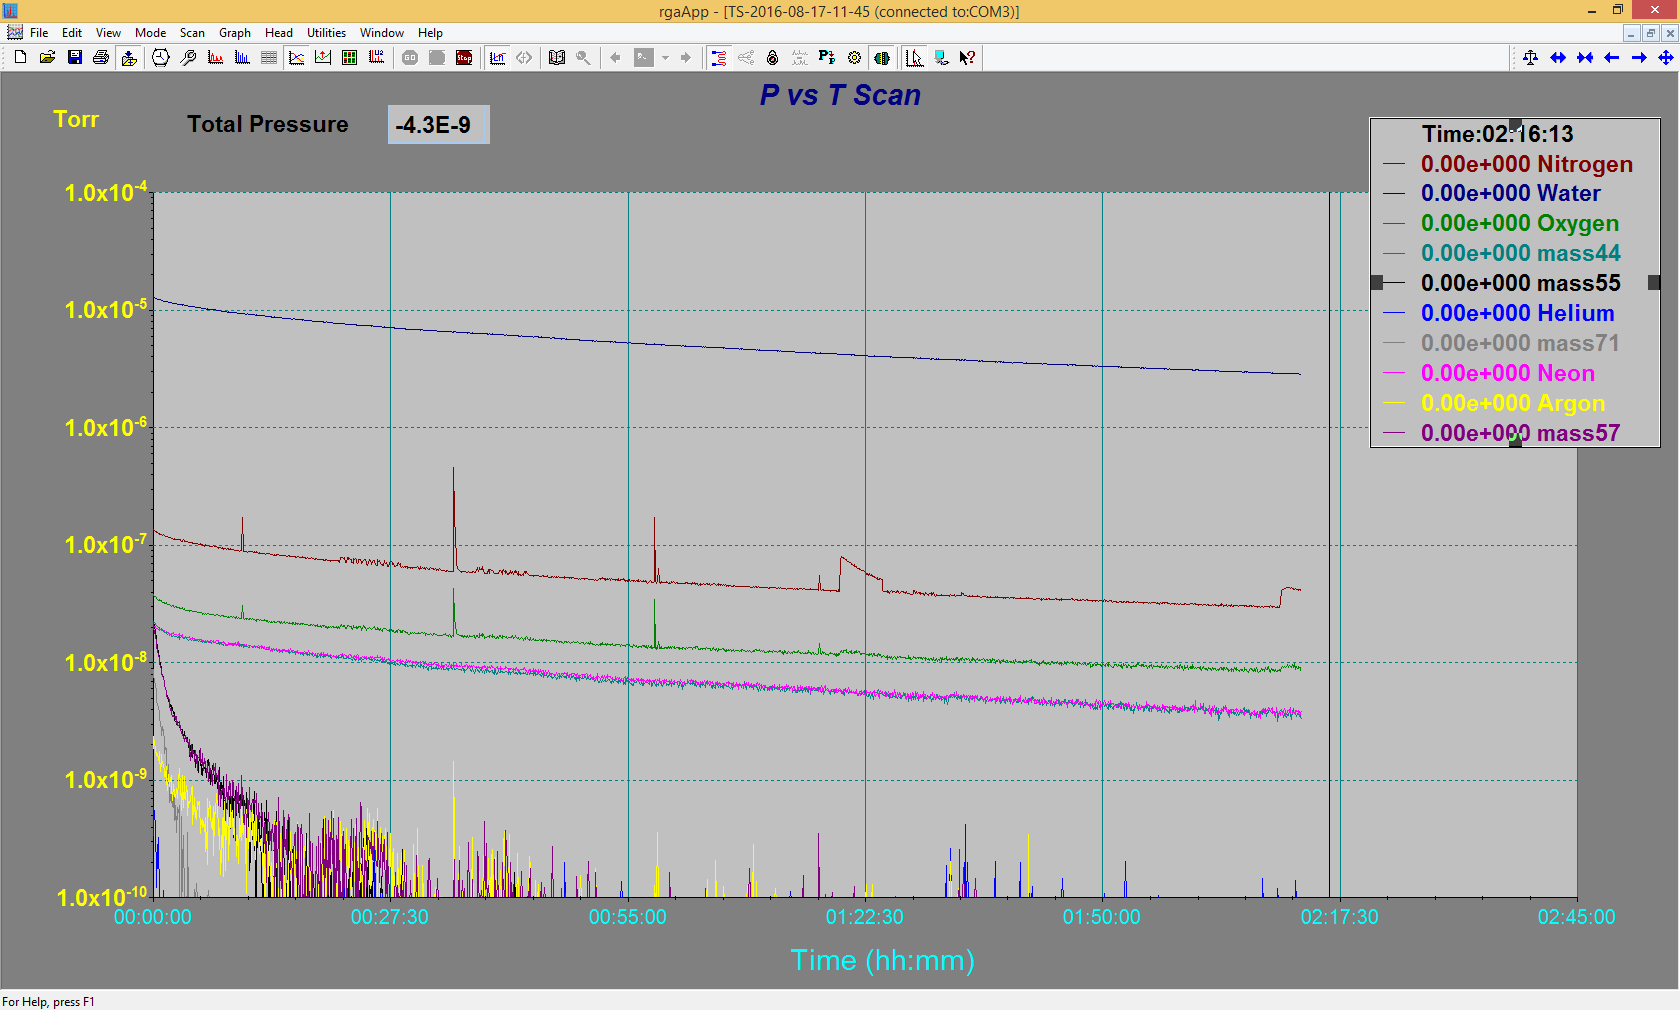 rgaApp - [TS-2016-08-17-11-45 (connected to:COM3)]
File Edit View Mode Scan Graph Head Utilities Window Help
GO Stop
P vs T Scan
Torr
Total Pressure -4.3E-9
Time:02:16:13
0.00e+000 Nitrogen
0.00e+000 Water
0.00e+000 Oxygen
0.00e+000 mass44
0.00e+000 mass55
0.00e+000 Helium
0.00e+000 mass71
0.00e+000 Neon
0.00e+000 Argon
0.00e+000 mass57
1.0x10-4
1.0x10-5
1.0x10-6
1.0x10-7
1.0x10-8
1.0x10-9
1.0x10-10
00:00:00 00:27:30 00:55:00 01:22:30 01:50:00 02:17:30 02:45:00
Time (hh:mm)
For Help, press F1